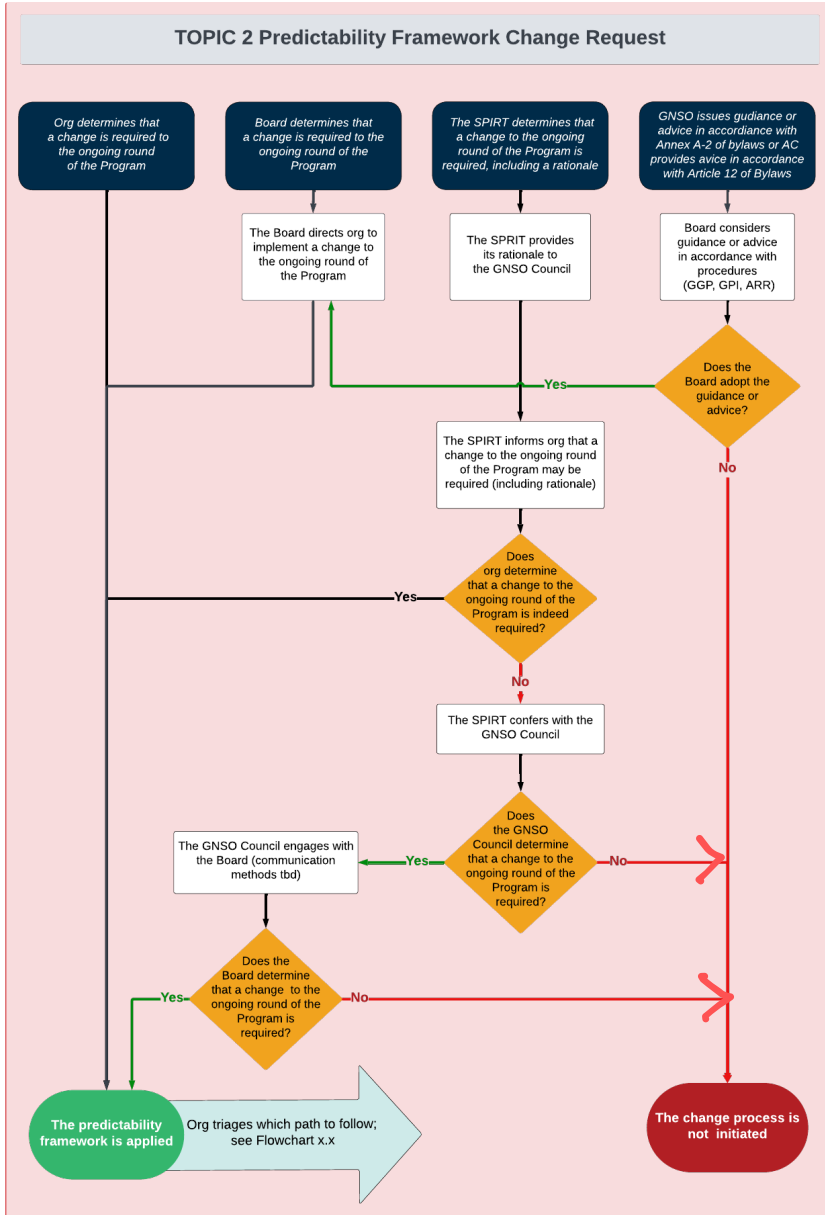 TOPIC 2 Predictability Framework Change Request
Org determines that
a change is required to
the ongoing round
of the Program
Board determines that
a change is required to the
ongoing round of the
Program
The SPIRT determines that
a change to the ongoing
round of the Program is
required, including a rationale
GNSO issues gudiance or
advice in accordiance with
Annex A-2 of bylaws or AC
provides avice in accordance
with Article 12 of Bylaws
The Board directs org to
implement a change to
the ongoing round of
the Program
The SPRIT provides
its rationale to
the GNSO Council
Board considers
guidance or advice
in accordance with
procedures
(GGP, GPI, ARR)
Does the
Board adopt the
guidance or
advice?
Yes
No
The SPIRT informs org that a
change to the ongoing round
of the Program may be
required (including rationale)
Does
org determine
that a change to the
ongoing round of the
Program is indeed
required?
Yes
No
The SPIRT confers with the
GNSO Council
Does
the GNSO
Council determine
that a change to the
ongoing round of the
Program is
required?
Yes
No
The GNSO Council engages with
the Board (communication
methods tbd)
Does the
Board determine
that a change to the
ongoing round of the
Program is
required?
Yes
No
The predictability
framework is applied
Org triages which path to follow;
see Flowchart x.x
The change process is
not initiated